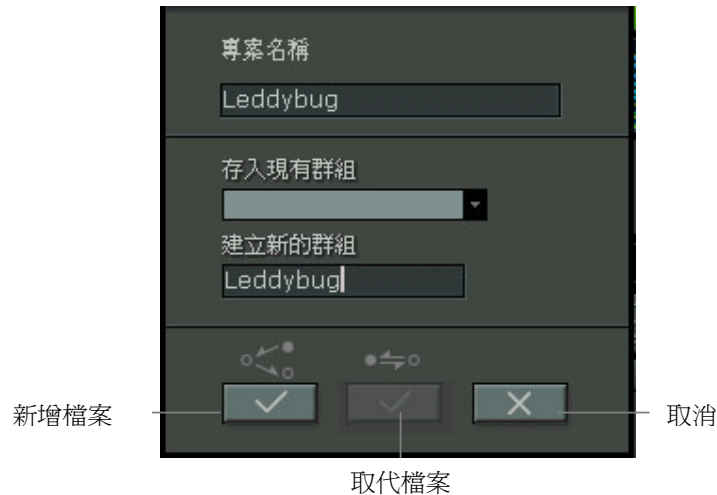 專案名稱
Leddybug
存入現有群組
建立新的群組
Leddybug
新增檔案
取消
取代檔案